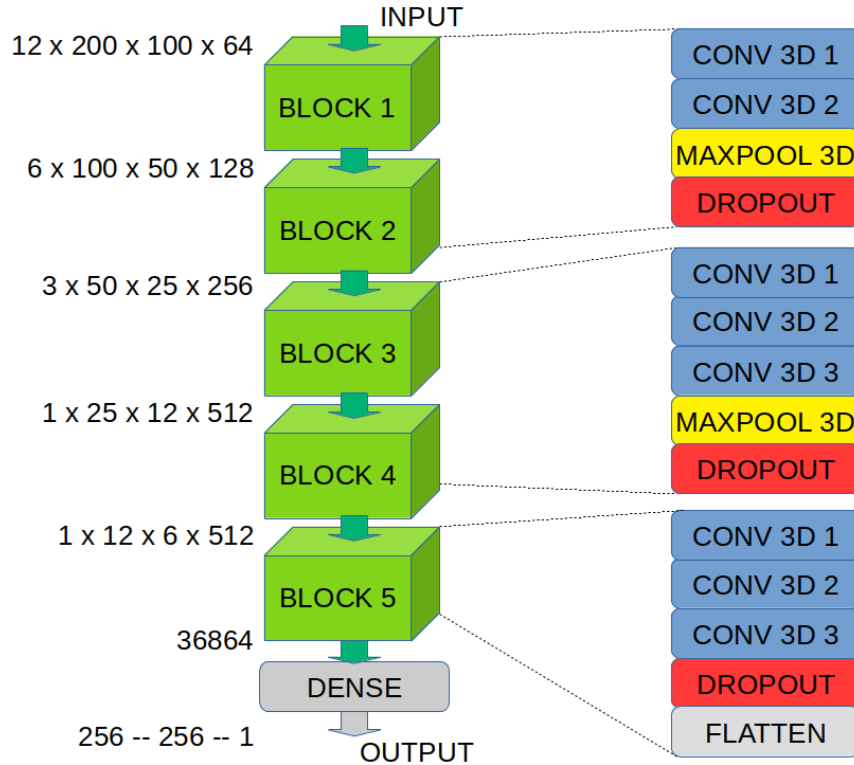 INPUT
12 x 200 x 100 x 64
BLOCK 1
6 x 100 x 50 x 128
BLOCK 2
3 x 50 x 25 x 256
BLOCK 3
1 x 25 x 12 x 512
BLOCK 4
1 x 12 x 6 x 512
BLOCK 5
36864
DENSE
256 -- 256 -- 1
OUTPUT
CONV 3D 1
CONV 3D 2
MAXPOOL 3D
DROPOUT
CONV 3D 1
CONV 3D 2
CONV 3D 3
MAXPOOL 3D
DROPOUT
CONV 3D 1
CONV 3D 2
CONV 3D 3
DROPOUT
FLATTEN